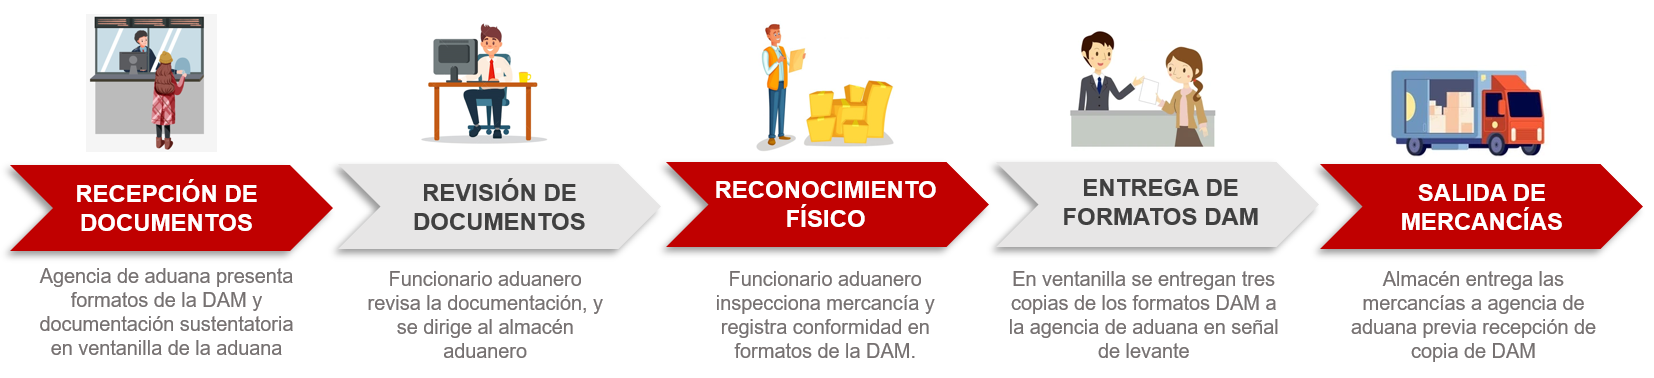 RECEPCIÓN DE
DOCUMENTOS
Agencia de aduana presenta
formatos de la DAM y
documentación sustentatoria
en ventanilla de la aduana
REVISIÓN DE
DOCUMENTOS
Funcionario aduanero
revisa la documentación, y
se dirige al almacén
aduanero
RECONOCIMIENTO
FÍSICO
Funcionario aduanero
inspecciona mercancía y
registra conformidad en
formatos de la DAM.
ENTREGA DE
FORMATOS DAM
En ventanilla se entregan tres
copias de los formatos DAM a
la agencia de aduana en señal
de levante
SALIDA DE
MERCANCÍAS
Almacén entrega las
mercancías a agencia de
aduana previa recepción de
copia de DAM